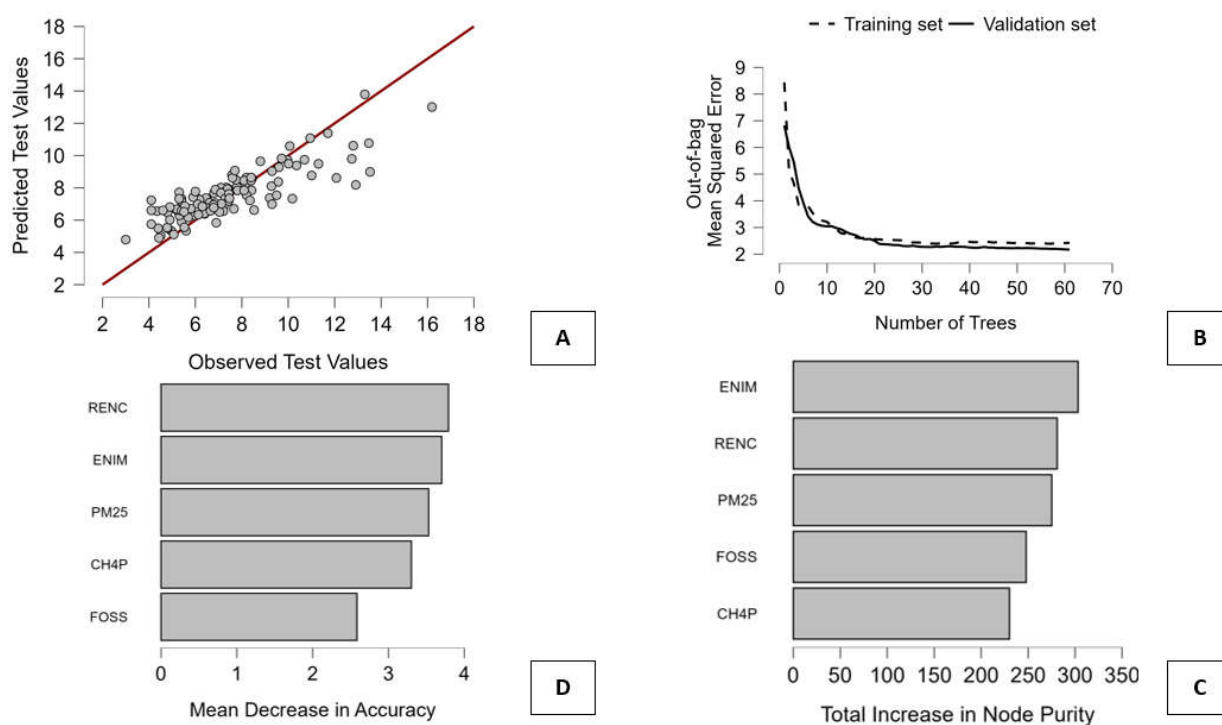 Predicted Test Values
18
16
14
12
10
8
6
4
2
2 4 6 8 10 12 14 16 18
Observed Test Values
A
Training set Validation set
Out-of-bag
Mean Squared Error
9
8
7
6
5
4
3
2
0 10 20 30 40 50 60 70
Number of Trees
B
RENC
ENIM
PM25
CH4P
FOSS
0 1 2 3 4
Mean Decrease in Accuracy
D
ENIM
RENC
PM25
FOSS
CH4P
0 50 100 150 200 250 300 350
Total Increase in Node Purity
C